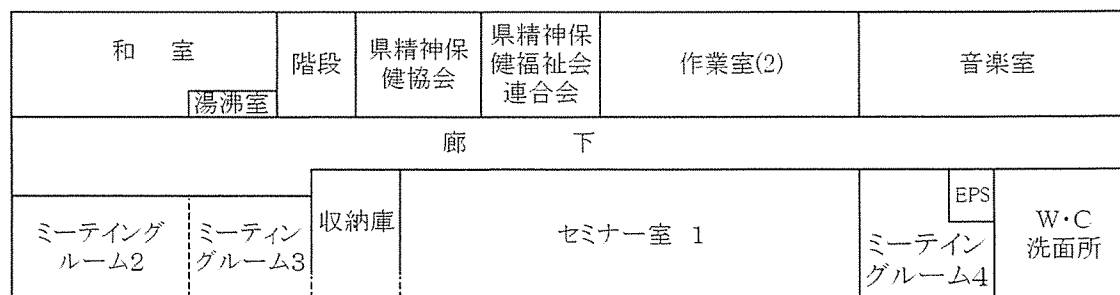 和 室
湯沸室
階段
県精神保
健協会
県精神保
健福祉会
連合会
作業室(2)
音楽室
廊 下
ミーテイング
ルーム2
ミーティン
グルーム3
収納庫
セミナー室 1
ミーテイン
グルーム4
EPS
W・C
洗面所